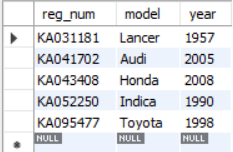 reg_num model year
KA031181 Lancer 1957
KA041702 Audi 2005
KA043408 Honda 2008
KA052250 Indica 1990
KA095477 Toyota 1998
NULL NULL NULL